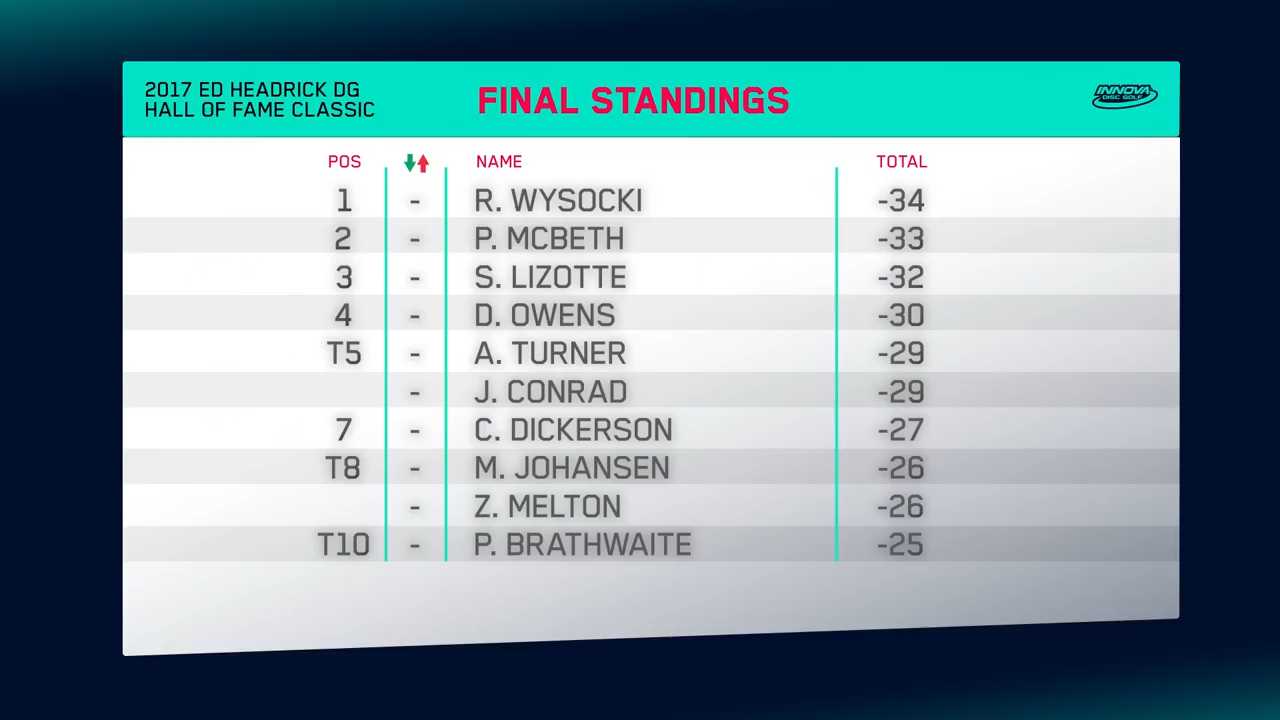 2017 ED HEADRICK DG
HALL OF FAME CLASSIC
FINAL STANDINGS
INNOVA
DISC GOLF
POS NAME TOTAL
1 - R. WYSOCKI -34
2 - P. MCBETH -33
3 - S. LIZOTTE -32
4 - D. OWENS -30
T5 - A. TURNER -29
- J. CONRAD -29
7 - C. DICKERSON -27
T8 - M. JOHANSEN -26
- Z. MELTON -26
T10 - P. BRATHWAITE -25